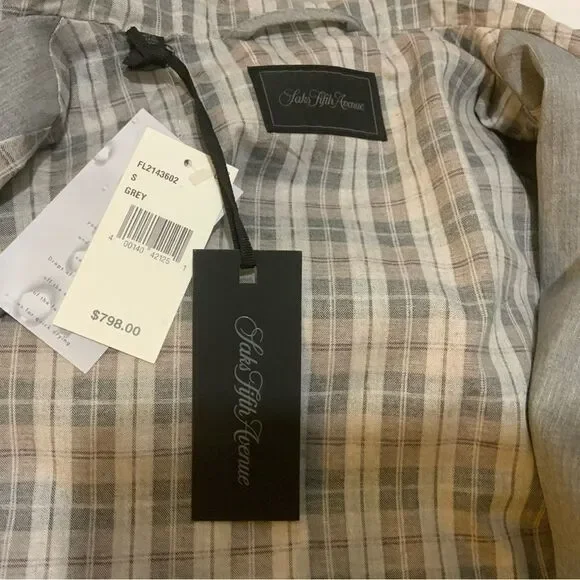 Saks Fifth Avenue
FL2143602
S
GREY
4 00140 42125 1
$798.00
Saks Fifth Avenue